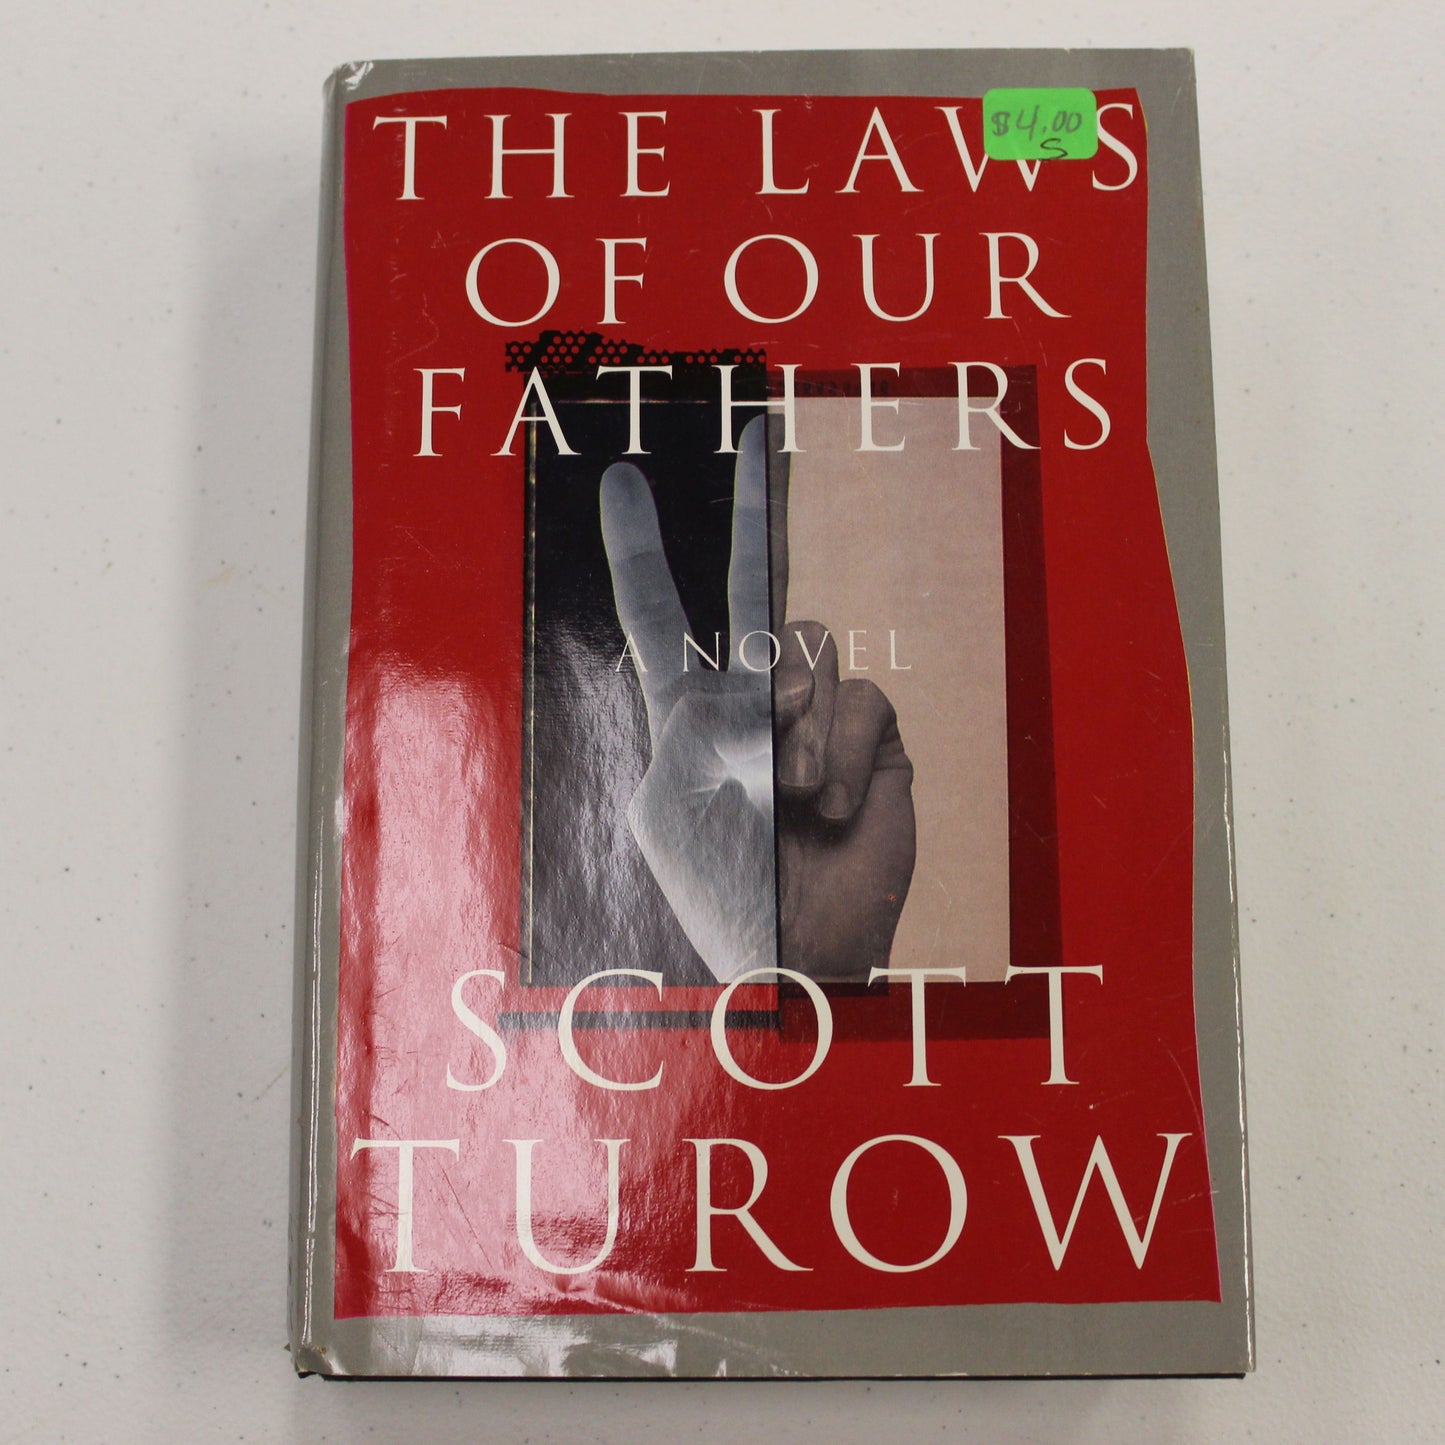 THE LAWS
$4.00
S
OF OUR
FATHERS
A NOVEL
SCOTT
TUROW